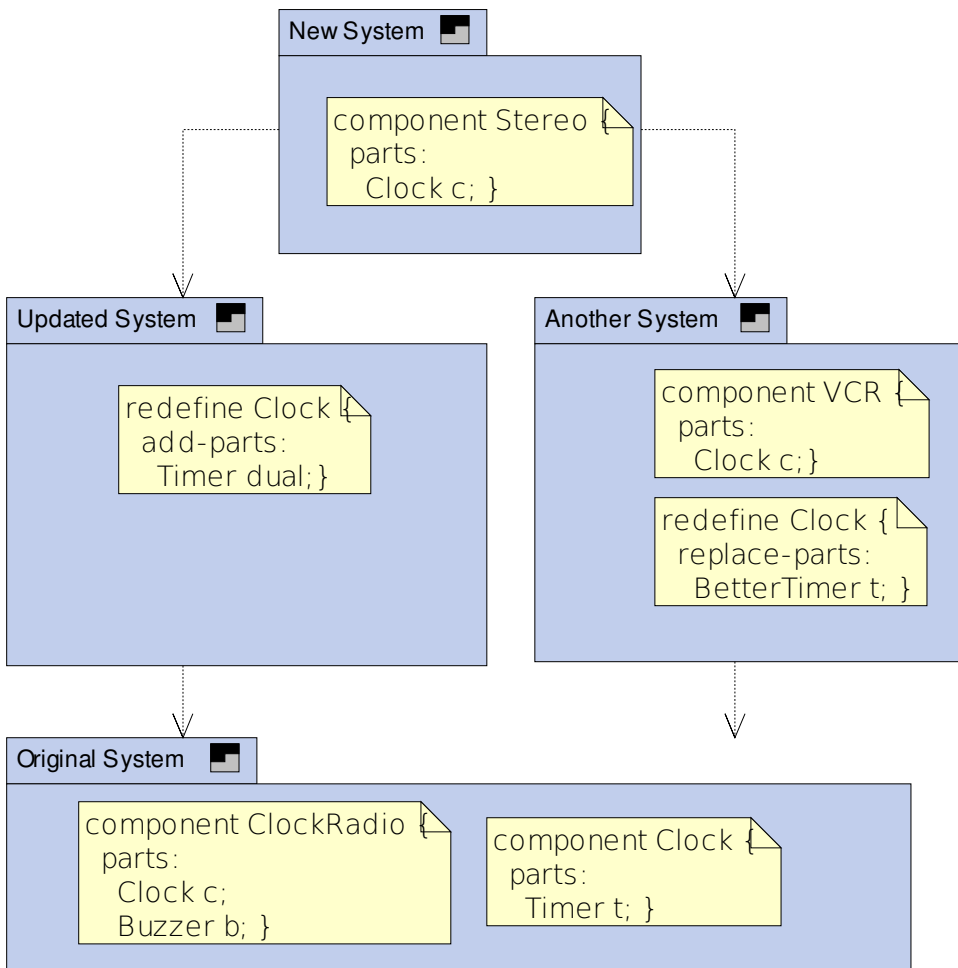 New System
component Stereo {
parts:
Clock c; }
Updated System
redefine Clock {
add-parts:
Timer dual; }
Another System
component VCR {
parts:
Clock c; }
redefine Clock {
replace-parts:
BetterTimer t; }
Original System
component ClockRadio {
parts:
Clock c;
Buzzer b; }
component Clock {
parts:
Timer t; }